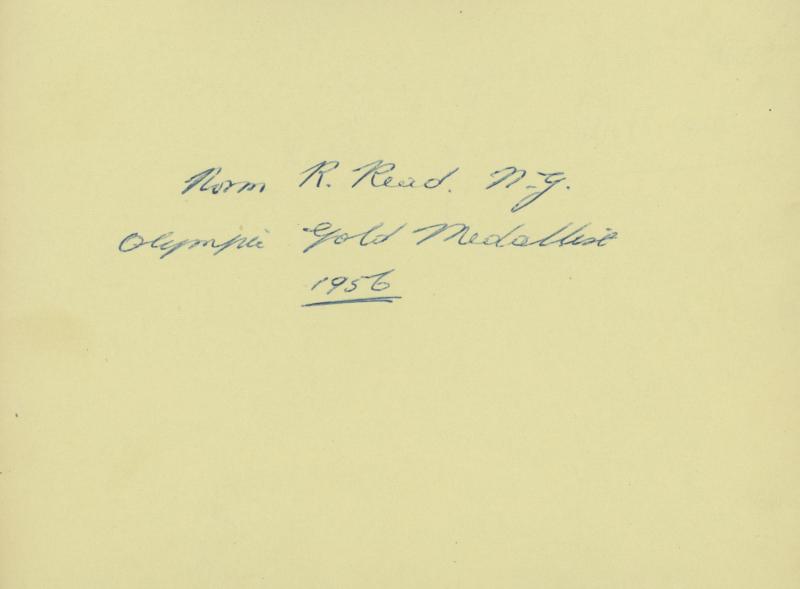 Norm R. Read. N-Z.
Olympic Gold Medallist
1956